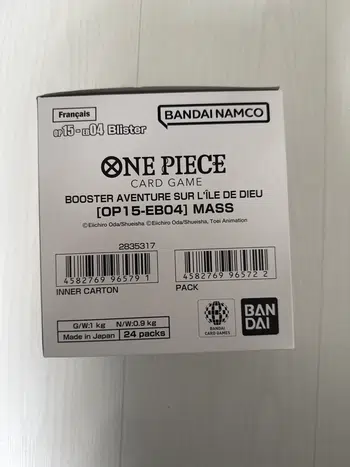 Français
BANDAI NAMCO
OP15-EB04 Blister
ONE PIECE
CARD GAME
BOOSTER AVENTURE SUR L'ÎLE DE DIEU
[OP15-EB04] MASS
©Eiichiro Oda/Shueisha ©Eiichiro Oda/Shueisha, Toei Animation
2835317
4582769 96579 1
4582769 96572 2
INNER CARTON
PACK
G/W:1 kg N/W:0.9 kg
Made in Japan 24 packs
BANDAI
CARD GAMES
BAN
DAI